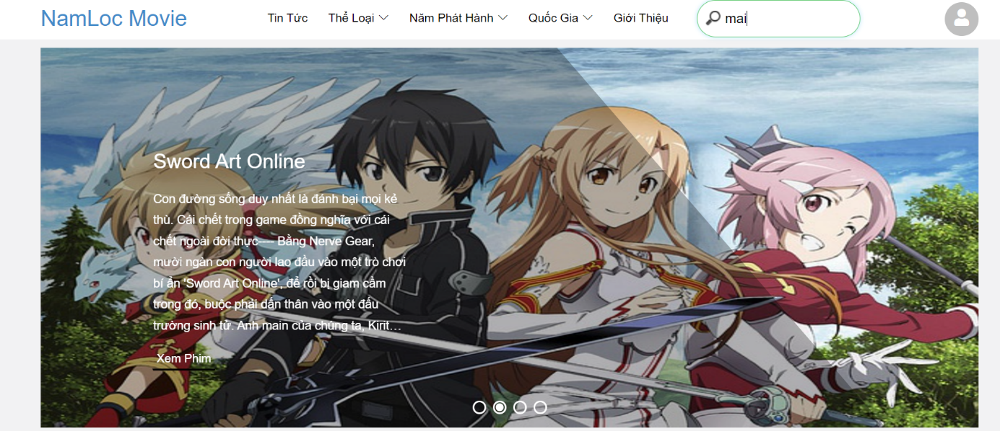 NamLoc Movie
Tin Tức Thể Loại Năm Phát Hành Quốc Gia Giới Thiệu
mai
Sword Art Online
Con đường sống duy nhất là đánh bại mọi kẻ
thù. Cái chết trong game đồng nghĩa với cái
chết ngoài đời thực---- Bằng Nerve Gear,
mười ngàn con người lao đầu vào một trò chơi
bí ẩn 'Sword Art Online', để rồi bị giam cầm
trong đó, buộc phải dấn thân vào một đấu
trường sinh tử. Anh main của chúng ta, Kirit...
Xem Phim